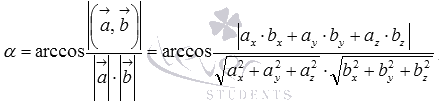 α = arccos |(a⃗, b⃗)| / (|a⃗| · |b⃗|) = arccos |a_x · b_x + a_y · b_y + a_z · b_z| / (√(a_x² + a_y² + a_z²) · √(b_x² + b_y² + b_z²))
STUDENTS